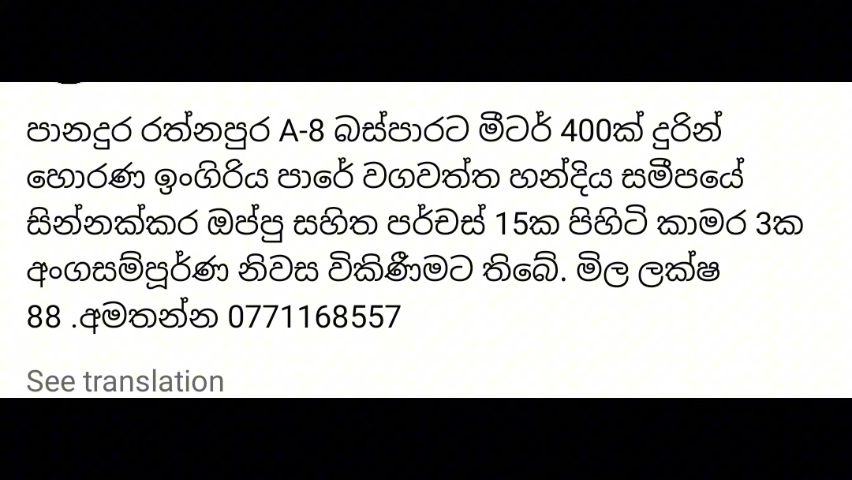 පානදුර රත්නපුර A-8 බස්පාරට මීටර් 400ක් දුරින්
හොරණ ඉංගිරිය පාරේ වගවත්ත හන්දිය සමීපයේ
සින්නක්කර ඔප්පු සහිත පර්චස් 15ක පිහිටි කාමර 3ක
අංගසම්පූර්ණ නිවස විකිණීමට තිබේ. මිල ලක්ෂ
88 .අමතන්න 0771168557
See translation